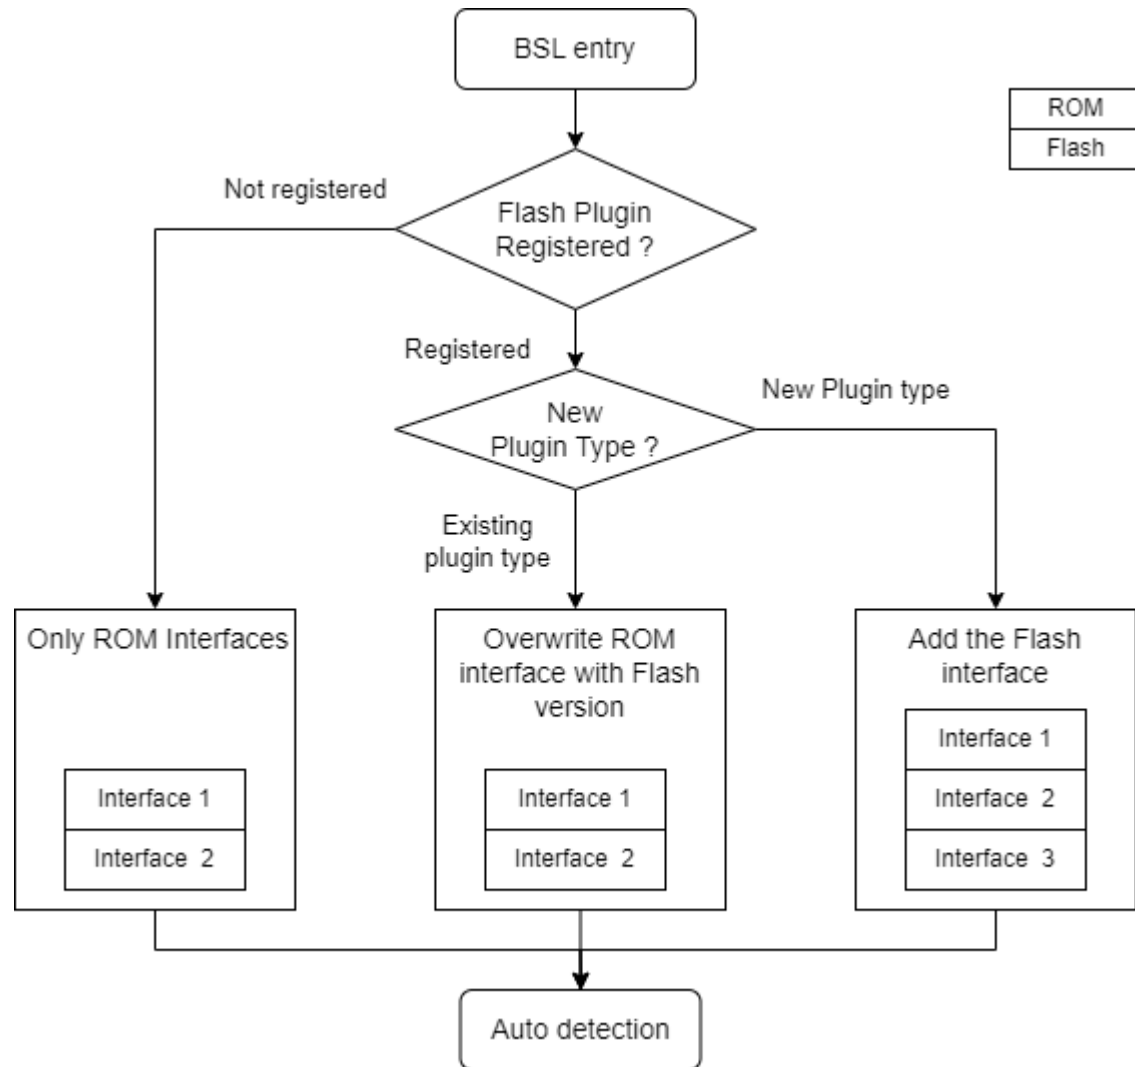 BSL entry
ROM
Flash
Not registered
Flash Plugin
Registered ?
Registered
New Plugin type
New
Plugin Type ?
Existing
plugin type
Only ROM Interfaces
Interface 1
Interface 2
Overwrite ROM
interface with Flash
version
Interface 1
Interface 2
Add the Flash
interface
Interface 1
Interface 2
Interface 3
Auto detection